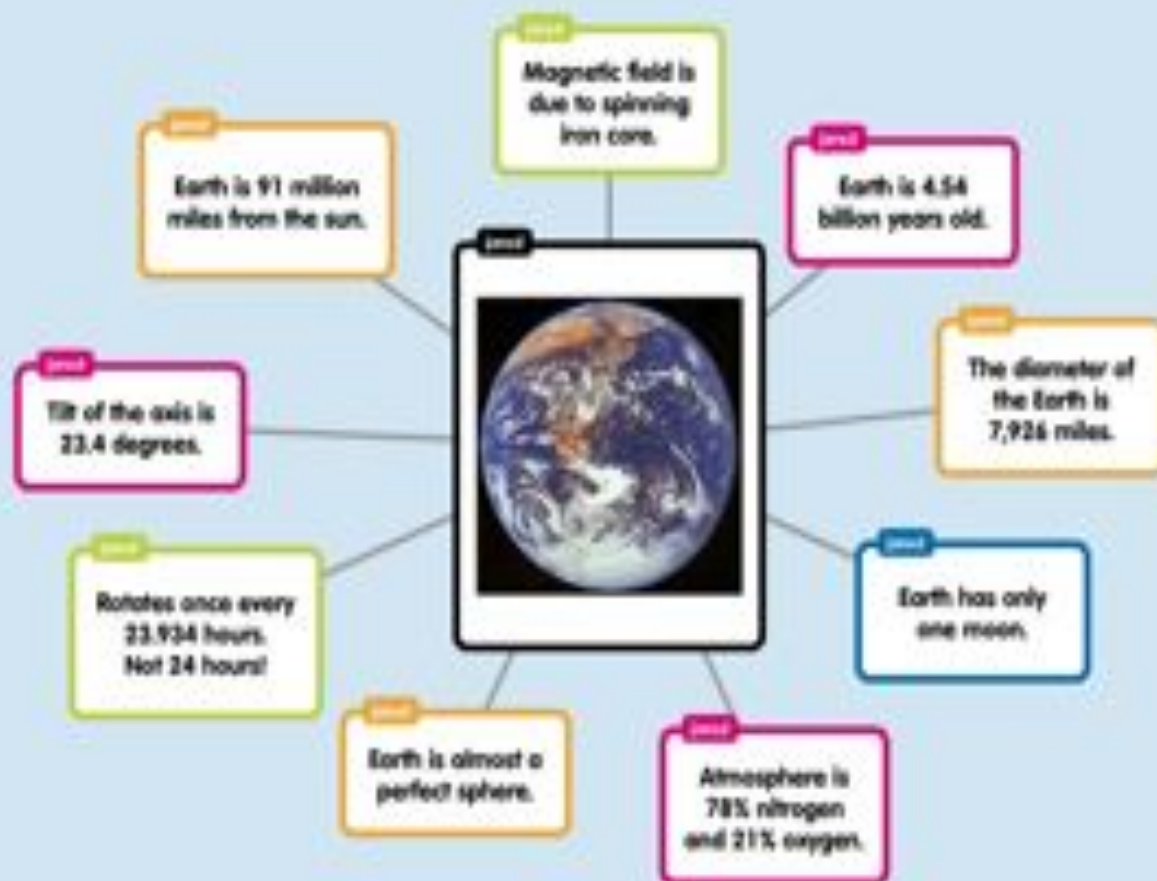 Magnetic field is
due to spinning
iron core.
Earth is 91 million
miles from the sun.
Earth is 4.54
billion years old.
The diameter of
the Earth is
7,926 miles.
Tilt of the axis is
23.4 degrees.
Earth has only
one moon.
Rotates once every
23.934 hours.
Not 24 hours!
Earth is almost a
perfect sphere.
Atmosphere is
78% nitrogen
and 21% oxygen.